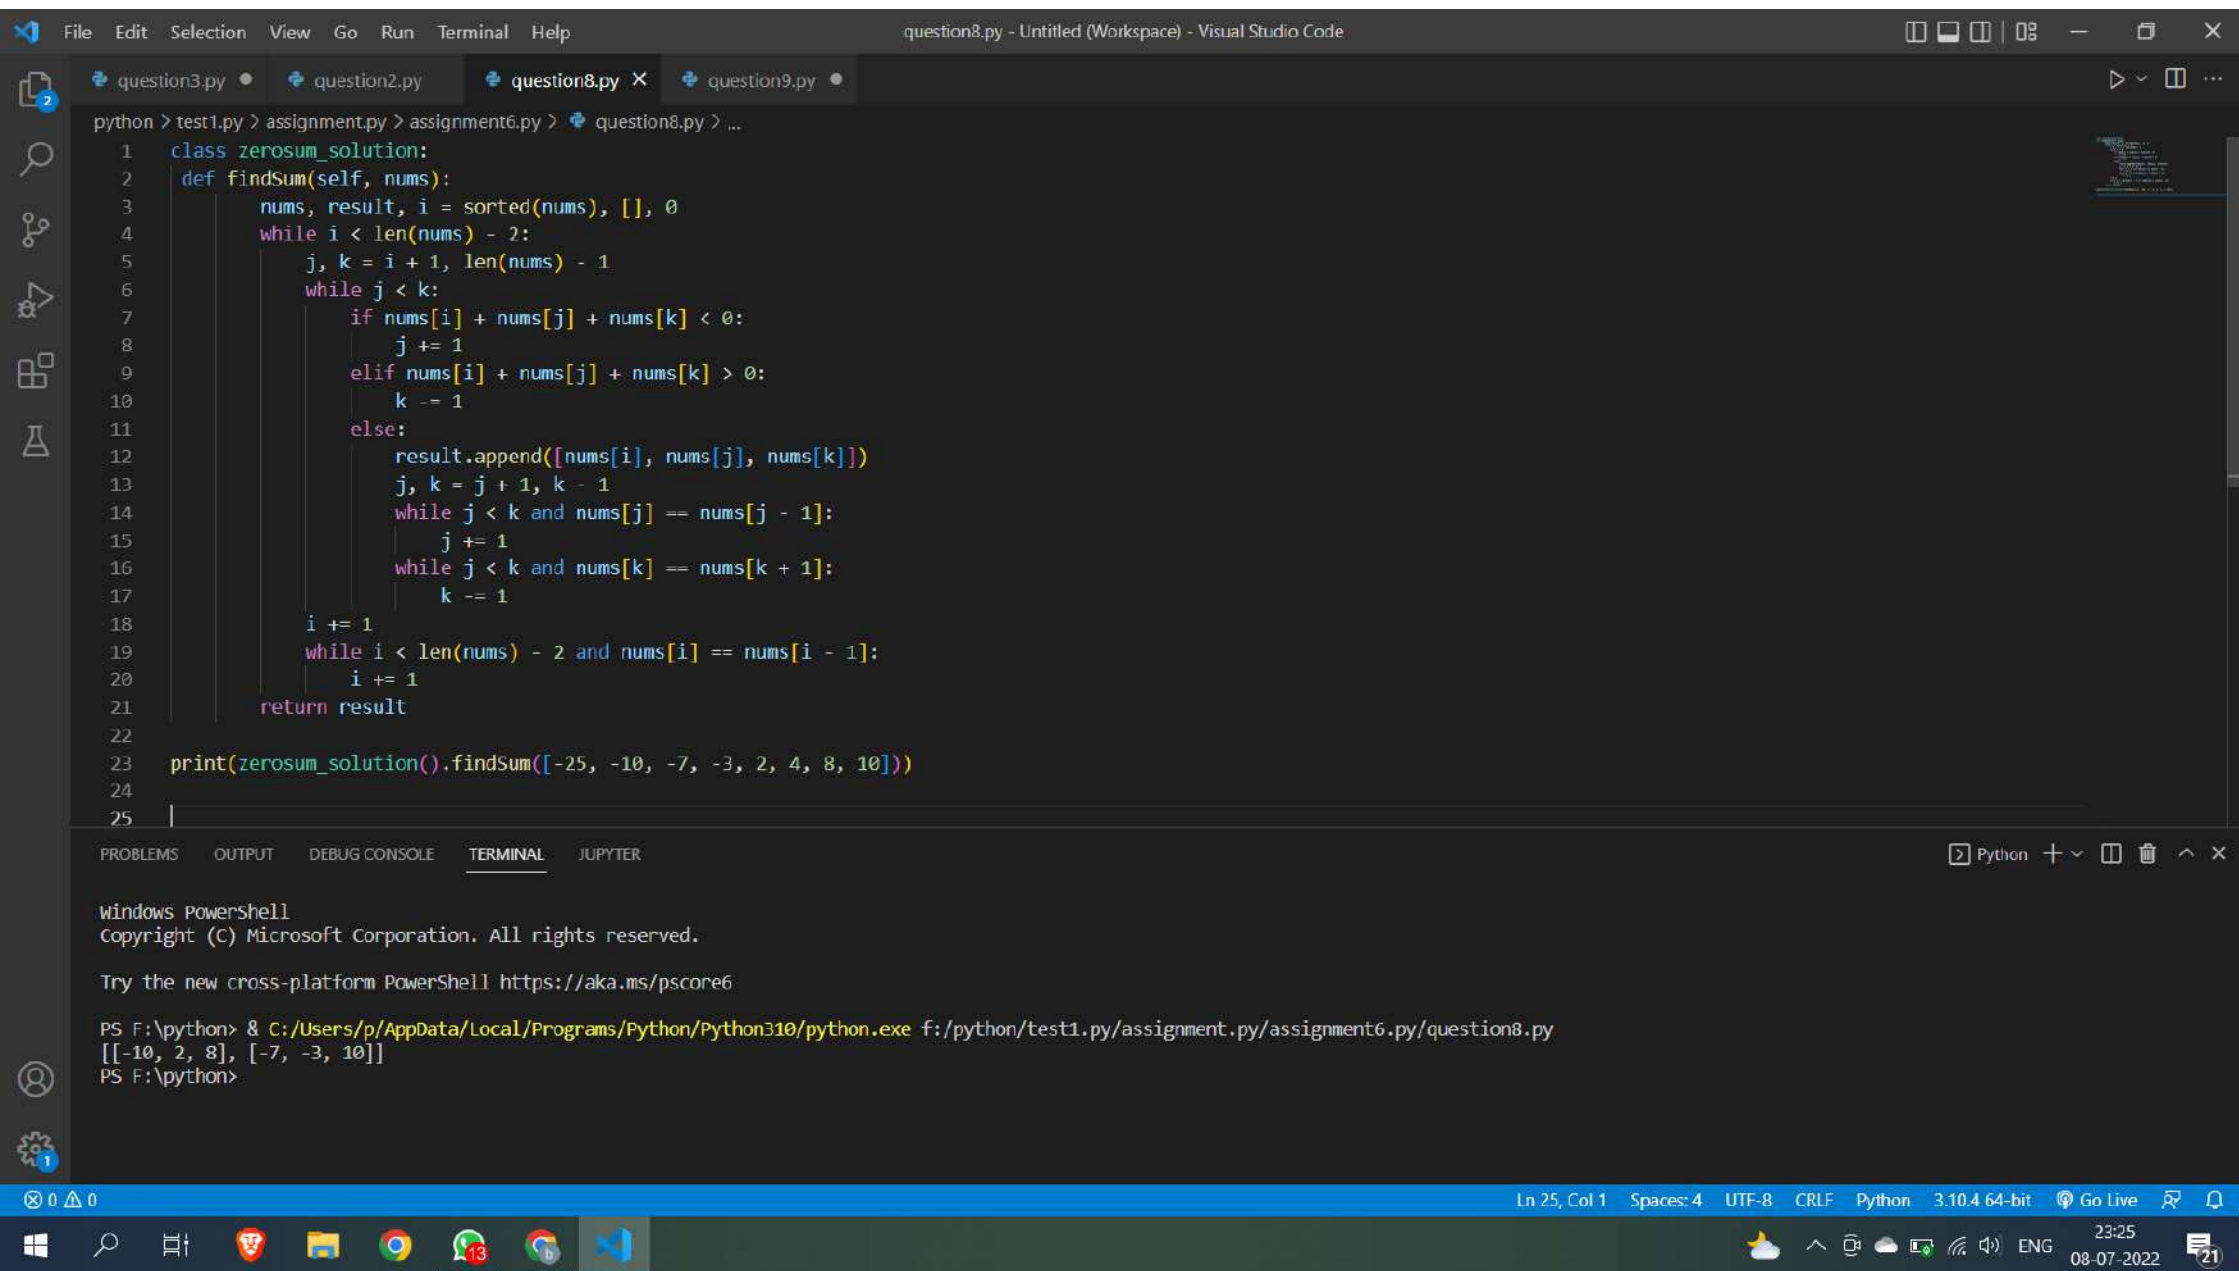 File Edit Selection View Go Run Terminal Help question8.py - Untitled (Workspace) - Visual Studio Code
question3.py question2.py question8.py question9.py
python > test1.py > assignment.py > assignment6.py > question8.py > ...
1 class zerosum_solution:
2 def findSum(self, nums):
3 nums, result, i = sorted(nums), [], 0
4 while i < len(nums) - 2:
5 j, k = i + 1, len(nums) - 1
6 while j < k:
7 if nums[i] + nums[j] + nums[k] < 0:
8 j += 1
9 elif nums[i] + nums[j] + nums[k] > 0:
10 k -= 1
11 else:
12 result.append([nums[i], nums[j], nums[k]])
13 j, k = j + 1, k - 1
14 while j < k and nums[j] == nums[j - 1]:
15 j += 1
16 while j < k and nums[k] == nums[k + 1]:
17 k -= 1
18 i += 1
19 while i < len(nums) - 2 and nums[i] == nums[i - 1]:
20 i += 1
21 return result
22
23 print(zerosum_solution().findSum([-25, -10, -7, -3, 2, 4, 8, 10]))
24
25
PROBLEMS OUTPUT DEBUG CONSOLE TERMINAL JUPYTER Python
Windows PowerShell
Copyright (C) Microsoft Corporation. All rights reserved.
Try the new cross-platform PowerShell https://aka.ms/pscore6
PS F:\python> & C:/Users/p/AppData/Local/Programs/Python/Python310/python.exe f:/python/test1.py/assignment.py/assignment6.py/question8.py
[[-10, 2, 8], [-7, -3, 10]]
PS F:\python>
0 0 Ln 25, Col 1 Spaces: 4 UTF-8 CRLF Python 3.10.4 64-bit Go Live
2
1
13 b ENG 23:25 21
08-07-2022